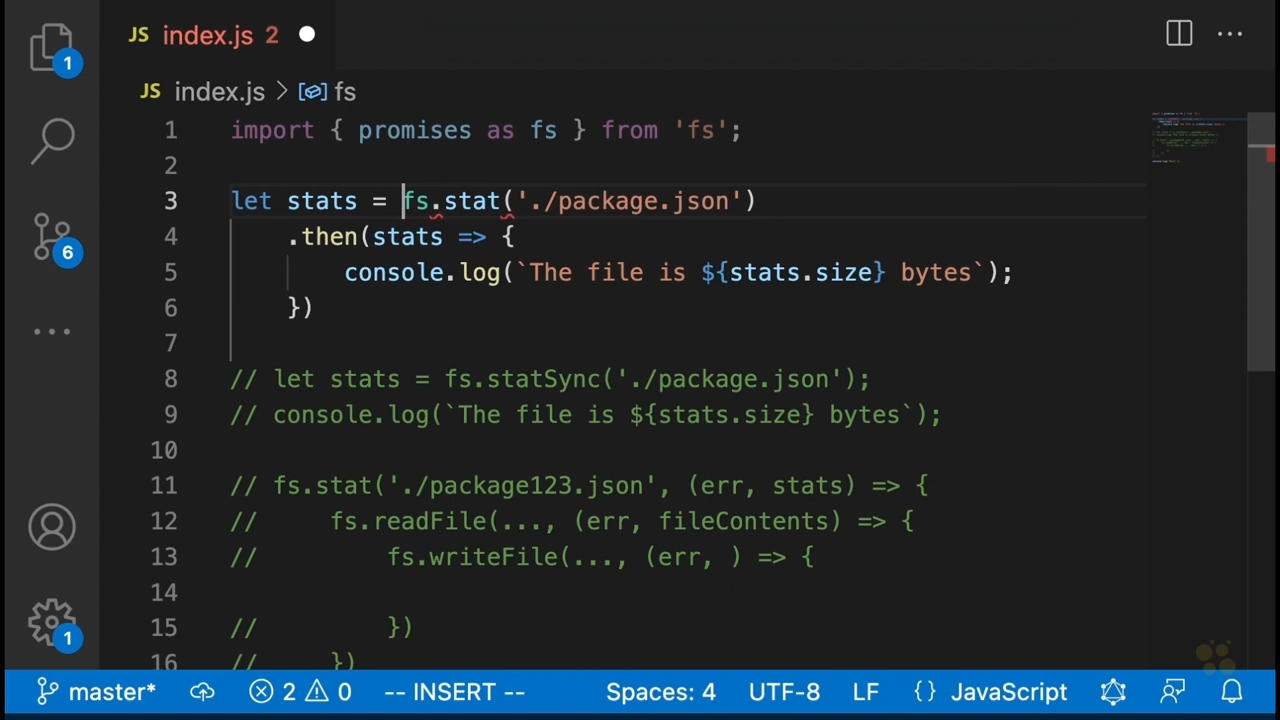 JS index.js 2
JS index.js > fs
1 import { promises as fs } from 'fs';
2
3 let stats = fs.stat('./package.json')
4 .then(stats => {
5 console.log(`The file is ${stats.size} bytes`);
6 })
7
8 // let stats = fs.statSync('./package.json');
9 // console.log(`The file is ${stats.size} bytes`);
10
11 // fs.stat('./package123.json', (err, stats) => {
12 // fs.readFile(..., (err, fileContents) => {
13 // fs.writeFile(..., (err, ) => {
14
15 // })
16 // })
1
6
1
master* 2 0 -- INSERT -- Spaces: 4 UTF-8 LF {} JavaScript